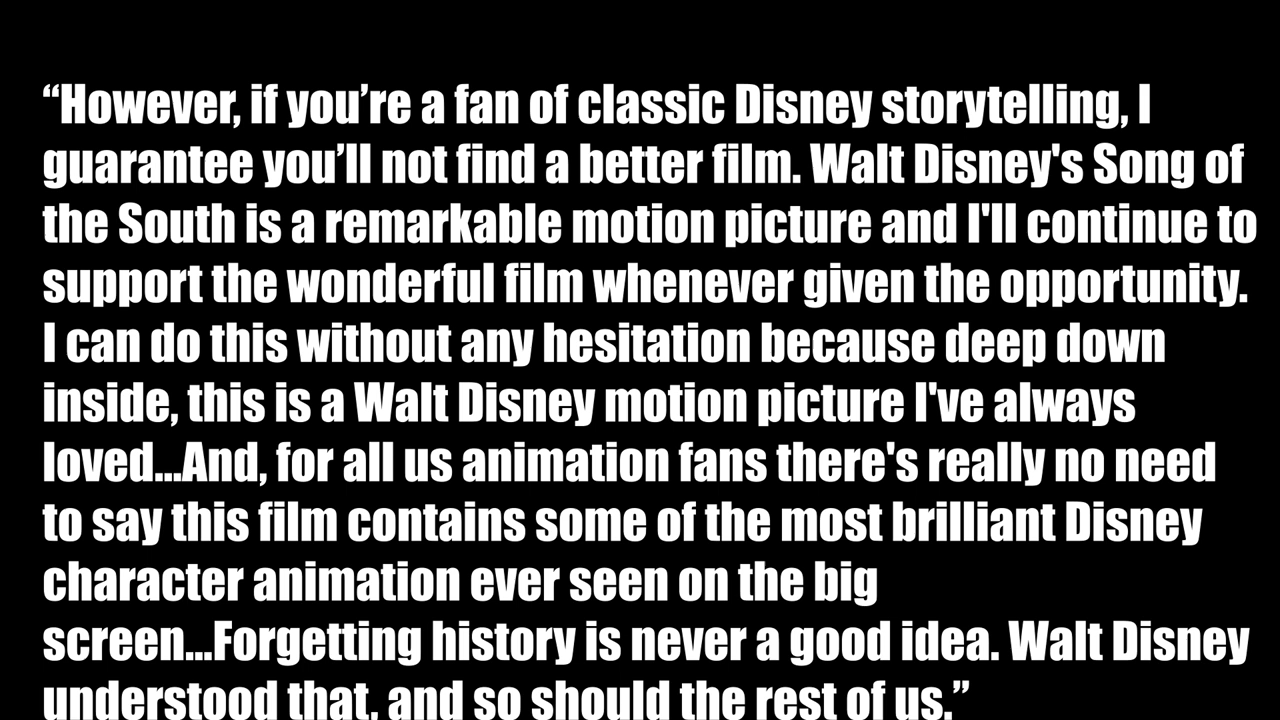 “However, if you’re a fan of classic Disney storytelling, I
guarantee you’ll not find a better film. Walt Disney's Song of
the South is a remarkable motion picture and I'll continue to
support the wonderful film whenever given the opportunity.
I can do this without any hesitation because deep down
inside, this is a Walt Disney motion picture I've always
loved...And, for all us animation fans there's really no need
to say this film contains some of the most brilliant Disney
character animation ever seen on the big
screen...Forgetting history is never a good idea. Walt Disney
understood that, and so should the rest of us.”